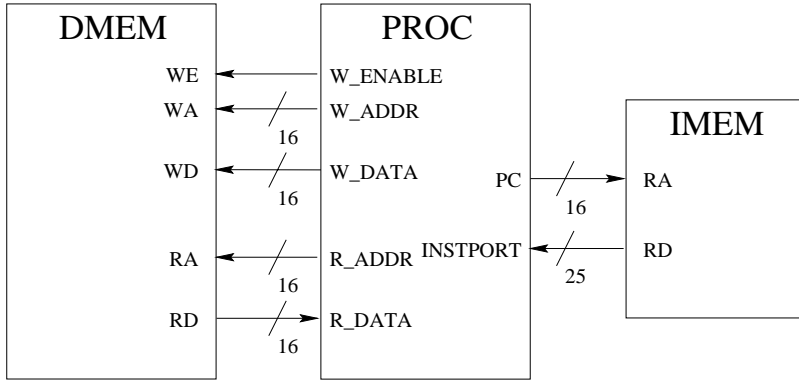 DMEM
PROC
IMEM
WE
W_ENABLE
WA
16
W_ADDR
WD
16
W_DATA
PC
16
RA
RA
16
R_ADDR
INSTPORT
25
RD
RD
16
R_DATA